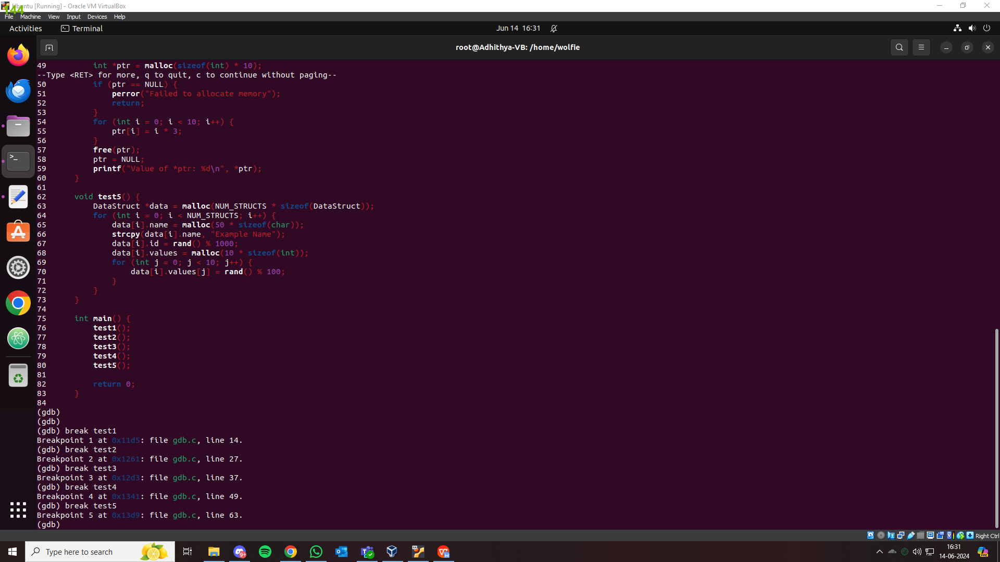 Ubuntu [Running] - Oracle VM VirtualBox
144
File Machine View Input Devices Help
Activities Terminal Jun 14 16:31
root@Adhithya-VB: /home/wolfie
49          int *ptr = malloc(sizeof(int) * 10);
--Type <RET> for more, q to quit, c to continue without paging--
50          if (ptr == NULL) {
51              perror("Failed to allocate memory");
52              return;
53          }
54          for (int i = 0; i < 10; i++) {
55              ptr[i] = i * 3;
56          }
57          free(ptr);
58          ptr = NULL;
59          printf("Value of *ptr: %d\n", *ptr);
60      }
61
62      void test5() {
63          DataStruct *data = malloc(NUM_STRUCTS * sizeof(DataStruct));
64          for (int i = 0; i < NUM_STRUCTS; i++) {
65              data[i].name = malloc(50 * sizeof(char));
66              strcpy(data[i].name, "Example Name");
67              data[i].id = rand() % 1000;
68              data[i].values = malloc(10 * sizeof(int));
69              for (int j = 0; j < 10; j++) {
70                  data[i].values[j] = rand() % 100;
71              }
72          }
73      }
74
75      int main() {
76          test1();
77          test2();
78          test3();
79          test4();
80          test5();
81
82          return 0;
83      }
84
(gdb)
(gdb)
(gdb) break test1
Breakpoint 1 at 0x11d5: file gdb.c, line 14.
(gdb) break test2
Breakpoint 2 at 0x1261: file gdb.c, line 27.
(gdb) break test3
Breakpoint 3 at 0x12d3: file gdb.c, line 37.
(gdb) break test4
Breakpoint 4 at 0x1341: file gdb.c, line 49.
(gdb) break test5
Breakpoint 5 at 0x13d9: file gdb.c, line 63.
(gdb)
Right Ctrl
Type here to search
9+
16:31
14-06-2024
PRE